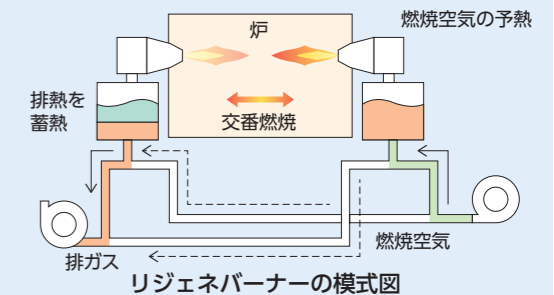 炉
燃焼空気の予熱
排熱を
蓄熱
交番燃焼
燃焼空気
排ガス
リジェネバーナーの模式図